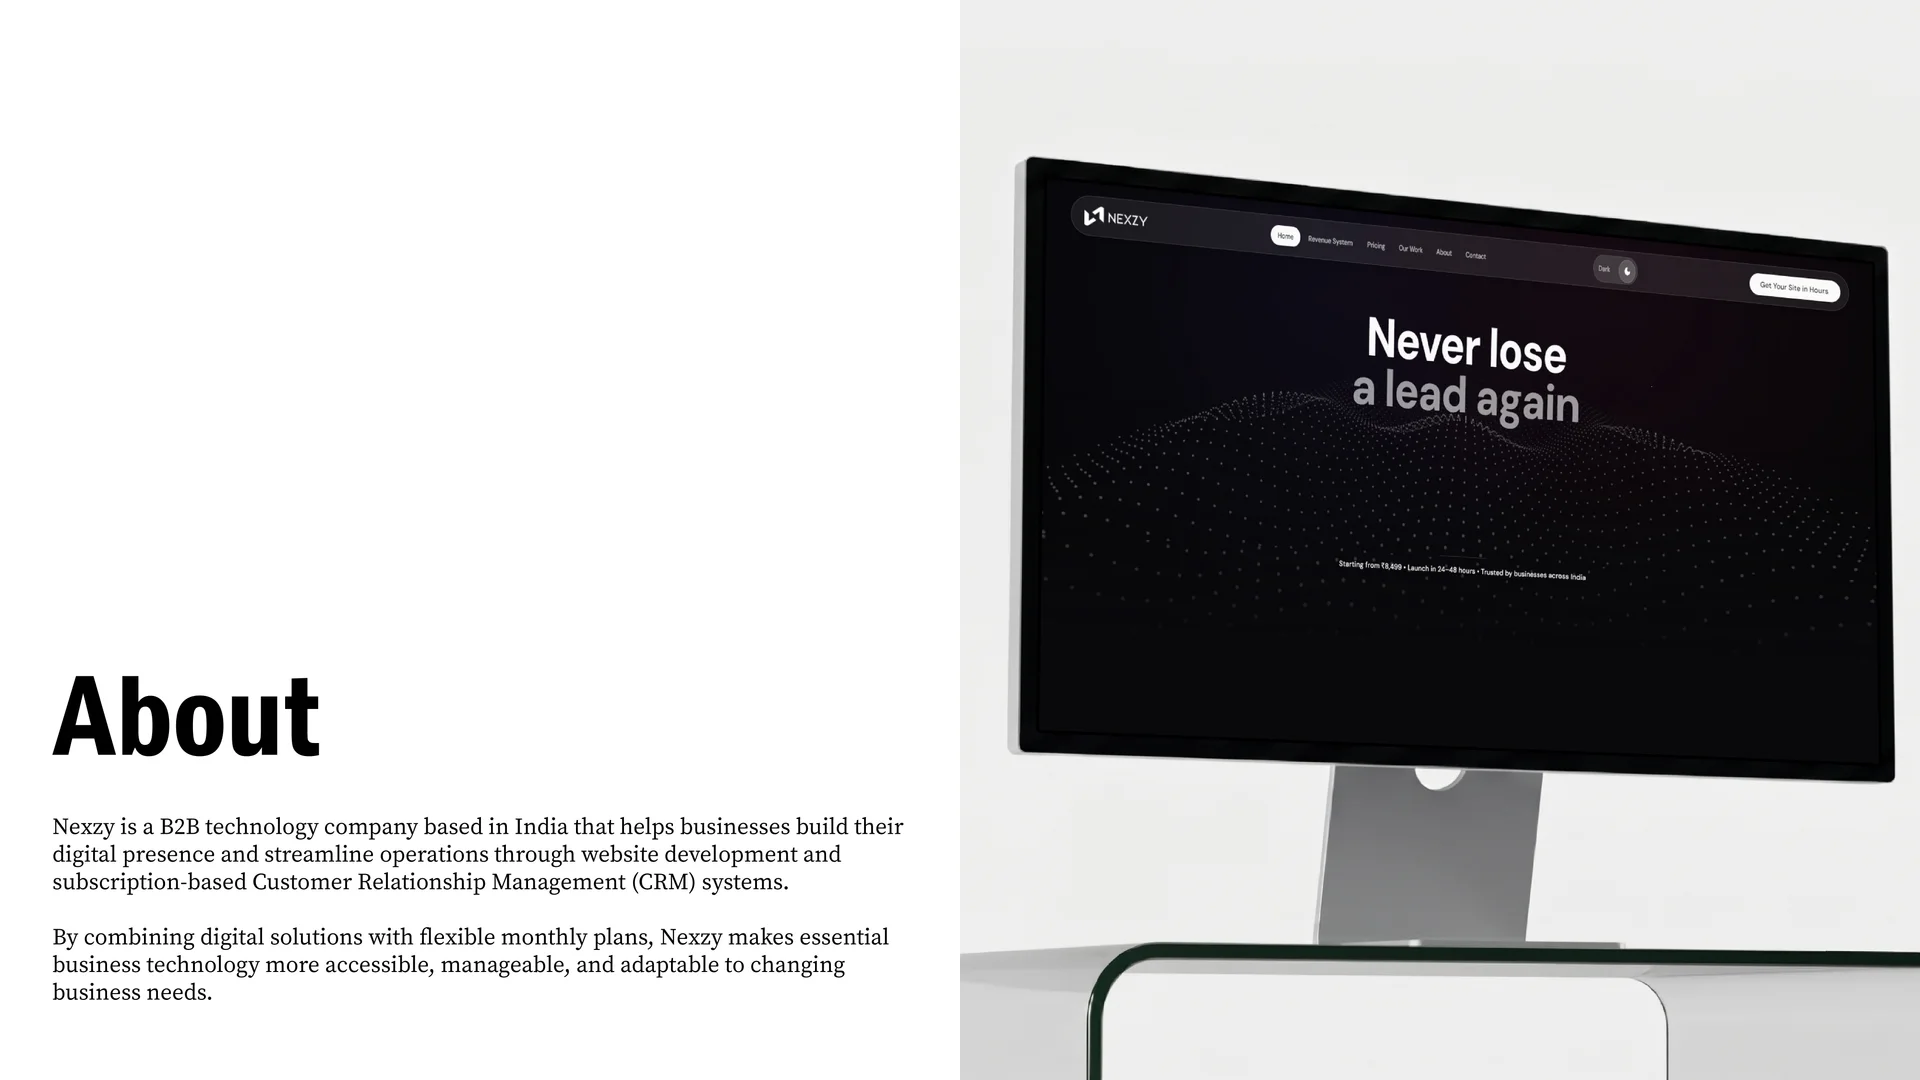 About
Nexzy is a B2B technology company based in India that helps businesses build their
digital presence and streamline operations through website development and
subscription-based Customer Relationship Management (CRM) systems.
By combining digital solutions with flexible monthly plans, Nexzy makes essential
business technology more accessible, manageable, and adaptable to changing
business needs.
NEXZY
Home Revenue System Pricing Our Work About Contact
Dark
Get Your Site in Hours
Never lose
a lead again
Starting from ₹8,499 • Launch in 24–48 hours • Trusted by businesses across India